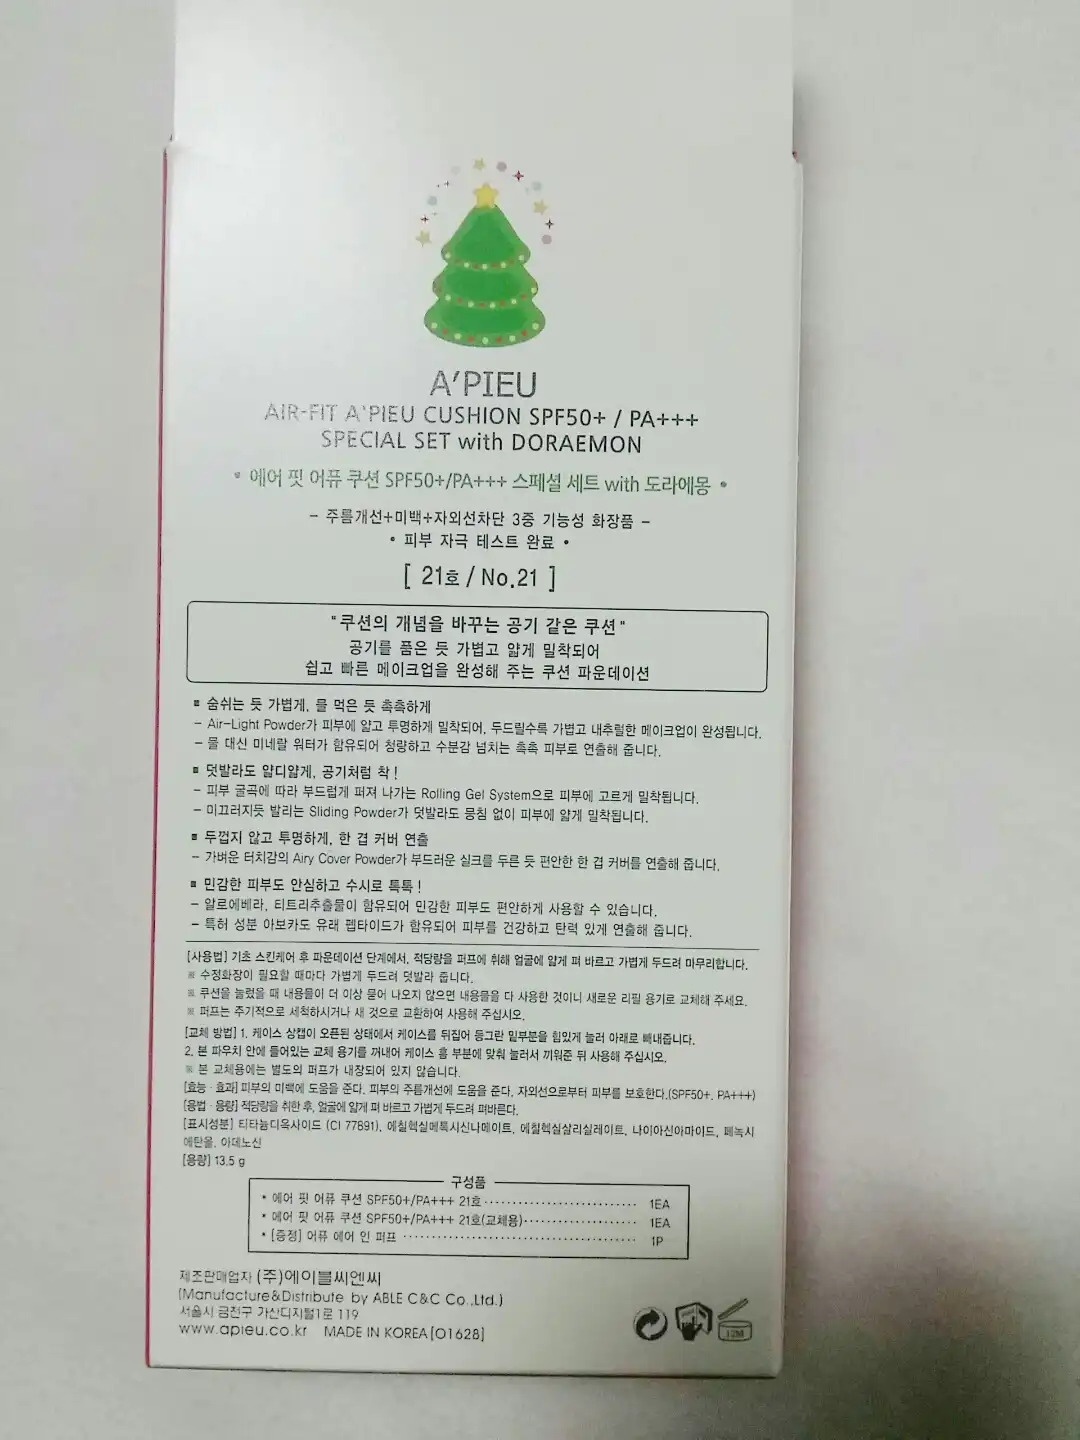 A'PIEU
AIR-FIT A'PIEU CUSHION SPF50+ / PA+++
SPECIAL SET with DORAEMON
• 에어 핏 어퓨 쿠션 SPF50+/PA+++ 스페셜 세트 with 도라에몽 •
– 주름개선+미백+자외선차단 3중 기능성 화장품 –
• 피부 자극 테스트 완료 •
[ 21호 / No.21 ]
"쿠션의 개념을 바꾸는 공기 같은 쿠션"
공기를 품은 듯 가볍고 얇게 밀착되어
쉽고 빠른 메이크업을 완성해 주는 쿠션 파운데이션
▪ 숨쉬는 듯 가볍게, 물 먹은 듯 촉촉하게
– Air-Light Powder가 피부에 얇고 투명하게 밀착되어, 두드릴수록 가볍고 내추럴한 메이크업이 완성됩니다.
– 물 대신 미네랄 워터가 함유되어 청량하고 수분감 넘치는 촉촉 피부로 연출해 줍니다.
▪ 덧발라도 얇디얇게, 공기처럼 착!
– 피부 굴곡에 따라 부드럽게 퍼져 나가는 Rolling Gel System으로 피부에 고르게 밀착됩니다.
– 미끄러지듯 발리는 Sliding Powder가 덧발라도 뭉침 없이 피부에 얇게 밀착됩니다.
▪ 두껍지 않고 투명하게, 한 겹 커버 연출
– 가벼운 터치감의 Airy Cover Powder가 부드러운 실크를 두른 듯 편안한 한 겹 커버를 연출해 줍니다.
▪ 민감한 피부도 안심하고 수시로 톡톡!
– 알로에베라, 티트리추출물이 함유되어 민감한 피부도 편안하게 사용할 수 있습니다.
– 특허 성분 아보카도 유래 펩타이드가 함유되어 피부를 건강하고 탄력 있게 연출해 줍니다.
[사용법] 기초 스킨케어 후 파운데이션 단계에서, 적당량을 퍼프에 취해 얼굴에 얇게 펴 바르고 가볍게 두드려 마무리합니다.
※ 수정화장이 필요할 때마다 가볍게 두드려 덧발라 줍니다.
※ 쿠션을 눌렀을 때 내용물이 더 이상 묻어 나오지 않으면 내용물을 다 사용한 것이니 새로운 리필 용기로 교체해 주세요.
※ 퍼프는 주기적으로 세척하시거나 새 것으로 교환하여 사용해 주십시오.
[교체 방법] 1. 케이스 상캡이 오픈된 상태에서 케이스를 뒤집어 둥그란 밑부분을 힘있게 눌러 아래로 빼내줍니다.
2. 본 파우치 안에 들어있는 교체 용기를 꺼내어 케이스 홀 부분에 맞춰 눌러서 끼워준 뒤 사용해 주십시오.
※ 본 교체용에는 별도의 퍼프가 내장되어 있지 않습니다.
[효능·효과] 피부의 미백에 도움을 준다. 피부의 주름개선에 도움을 준다. 자외선으로부터 피부를 보호한다.(SPF50+, PA+++)
[용법·용량] 적당량을 취한 후, 얼굴에 얇게 펴 바르고 가볍게 두드려 펴바른다.
[표시성분] 티타늄디옥사이드 (CI 77891), 에칠헥실메톡시신나메이트, 에칠헥실살리실레이트, 나이아신아마이드, 페녹시
에탄올, 아데노신
[용량] 13.5 g
구성품
• 에어 핏 어퓨 쿠션 SPF50+/PA+++ 21호 ··························· 1EA
• 에어 핏 어퓨 쿠션 SPF50+/PA+++ 21호(교체용) ···················· 1EA
• [증정] 어퓨 에어 인 퍼프 ········································· 1P
제조판매업자 (주)에이블씨엔씨
(Manufacture&Distribute by ABLE C&C Co.,Ltd.)
서울시 금천구 가산디지털1로 119
www.apieu.co.kr MADE IN KOREA [01628]
12M